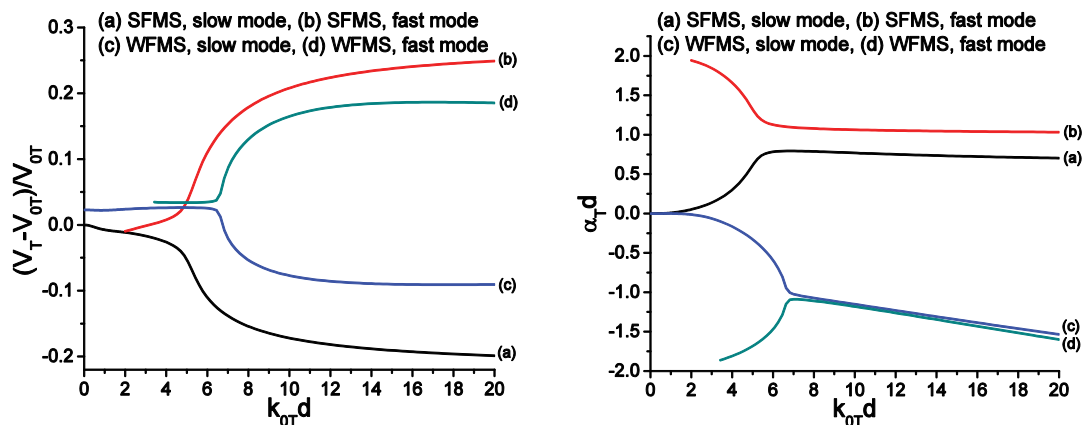 (a) SFMS, slow mode, (b) SFMS, fast mode
(c) WFMS, slow mode, (d) WFMS, fast mode
(V_T-V_0T)/V_0T
0.3
0.2
0.1
0.0
-0.1
-0.2
(b)
(d)
(c)
(a)
0 2 4 6 8 10 12 14 16 18 20
k_0Td
(a) SFMS, slow mode, (b) SFMS, fast mode
(c) WFMS, slow mode, (d) WFMS, fast mode
α_Td
2.0
1.5
1.0
0.5
0.0
-0.5
-1.0
-1.5
-2.0
(b)
(a)
(c)
(d)
0 2 4 6 8 10 12 14 16 18 20
k_0Td